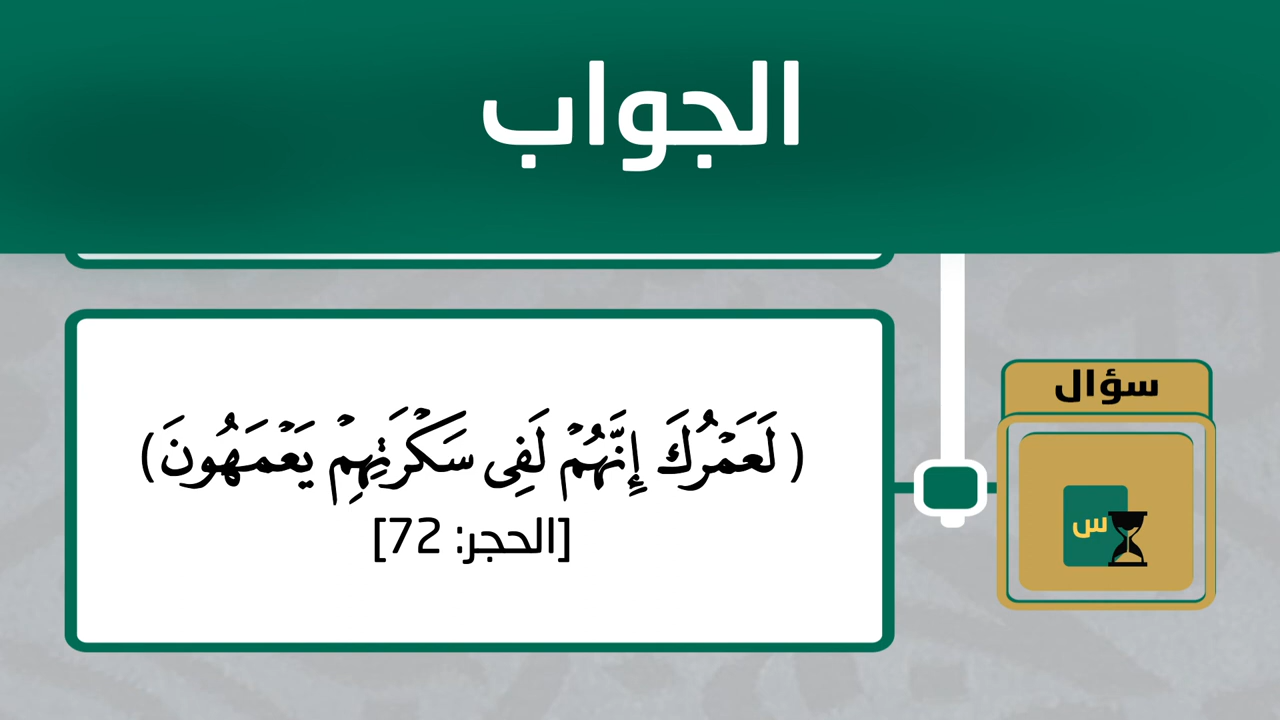 الجواب
سؤال
س
( لَعَمْرُكَ إِنَّهُمْ لَفِى سَكْرَتِهِمْ يَعْمَهُونَ)
[الحجر: 72]